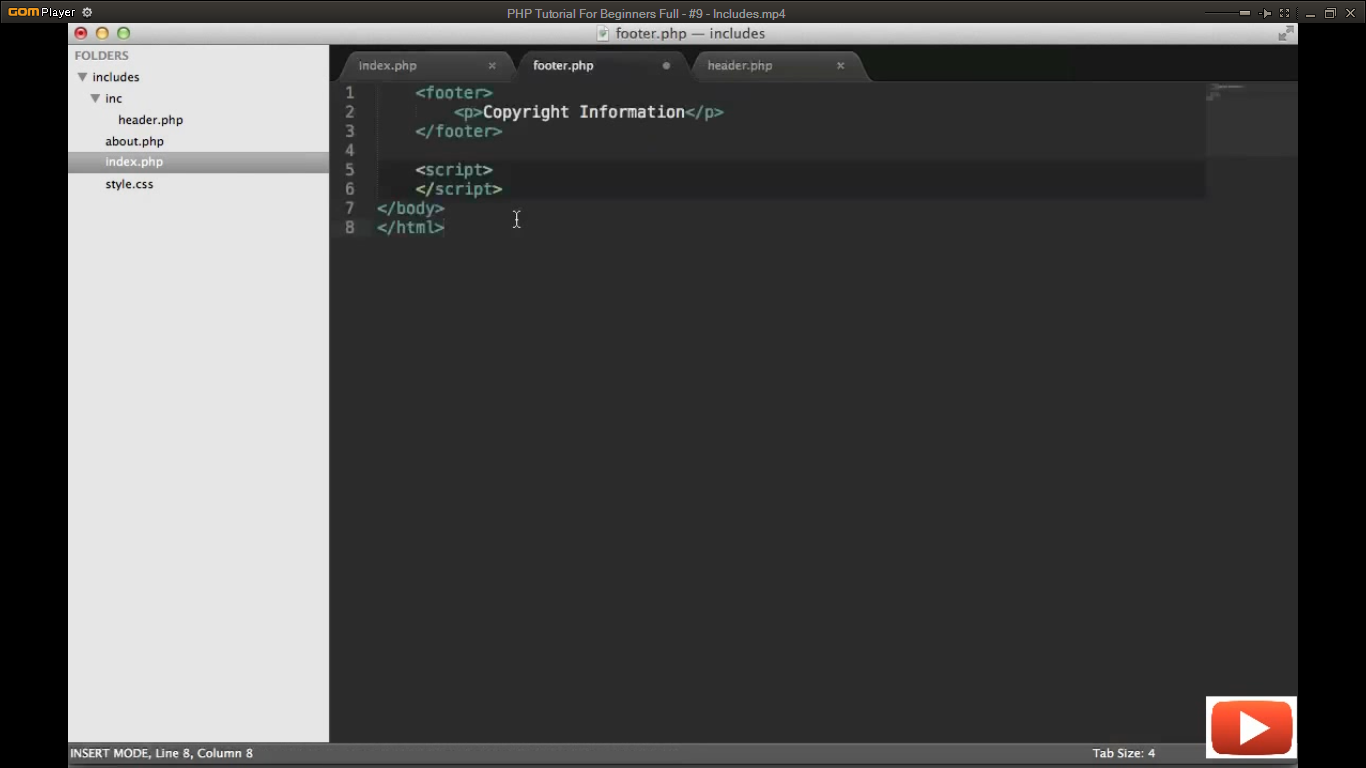 GOM Player PHP Tutorial For Beginners Full - #9 - Includes.mp4
footer.php — includes
FOLDERS
includes
inc
header.php
about.php
index.php
style.css
index.php × footer.php header.php ×
1 <footer>
2 <p>Copyright Information</p>
3 </footer>
4
5 <script>
6 </script>
7 </body>
8 </html>
INSERT MODE, Line 8, Column 8 Tab Size: 4